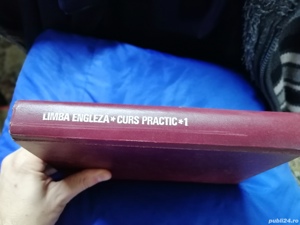 LIMBA ENGLEZA * CURS PRACTIC * 1
publi24.ro